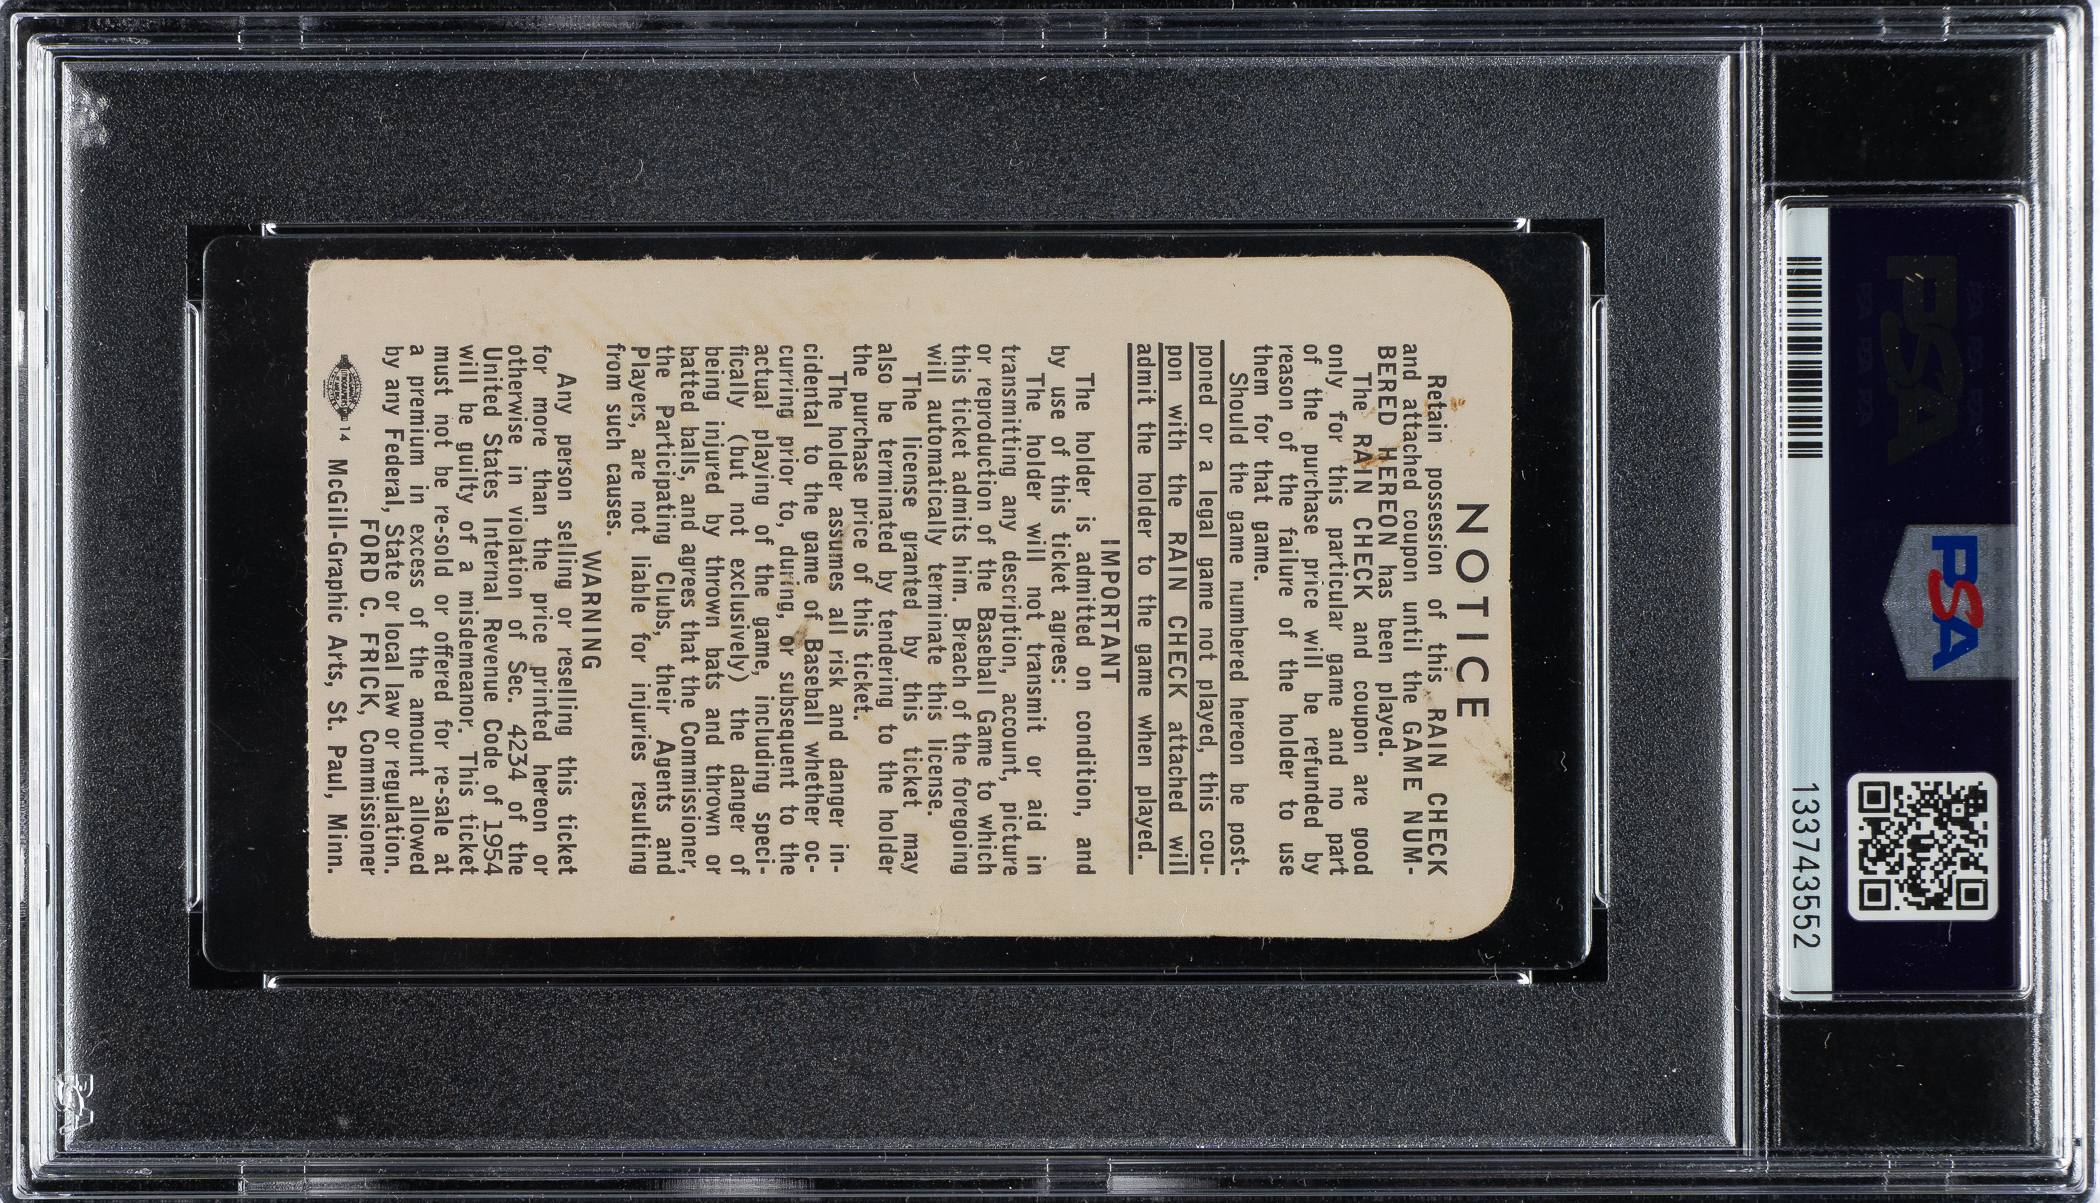 PSA
133743552
NOTICE
Retain possession of this RAIN CHECK
and attached coupon until the GAME NUM-
BERED HEREON has been played.
The RAIN CHECK and coupon are good
only for this particular game and no part
of the purchase price will be refunded by
reason of the failure of the holder to use
them for that game.
Should the game numbered hereon be post-
poned or a legal game not played, this cou-
pon with the RAIN CHECK attached will
admit the holder to the game when played.
IMPORTANT
The holder is admitted on condition, and
by use of this ticket agrees:
The holder will not transmit or aid in
transmitting any description, account, picture
or reproduction of the Baseball Game to which
this ticket admits him. Breach of the foregoing
will automatically terminate this license.
The license granted by this ticket may
also be terminated by tendering to the holder
the purchase price of this ticket.
The holder assumes all risk and danger in-
cidental to the game of Baseball whether oc-
curring prior to, during, or subsequent to the
actual playing of the game, including speci-
fically (but not exclusively) the danger of
being injured by thrown bats and thrown or
batted balls, and agrees that the Commissioner,
the Participating Clubs, their Agents and
Players, are not liable for injuries resulting
from such causes.
WARNING
Any person selling or reselling this ticket
for more than the price printed hereon or
otherwise in violation of Sec. 4234 of the
United States Internal Revenue Code of 1954
will be guilty of a misdemeanor. This ticket
must not be re-sold or offered for re-sale at
a premium in excess of the amount allowed
by any Federal, State or local law or regulation.
FORD C. FRICK, Commissioner
14 McGill-Graphic Arts, St. Paul, Minn.